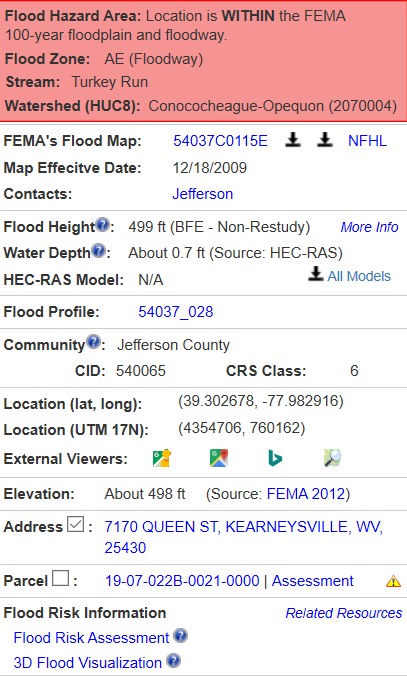 Flood Hazard Area: Location is WITHIN the FEMA
100-year floodplain and floodway.
Flood Zone: AE (Floodway)
Stream: Turkey Run
Watershed (HUC8): Conococheague-Opequon (2070004)
FEMA's Flood Map: 54037C0115E NFHL
Map Effecitve Date: 12/18/2009
Contacts: Jefferson
Flood Height?: 499 ft (BFE - Non-Restudy) More Info
Water Depth?: About 0.7 ft (Source: HEC-RAS)
HEC-RAS Model: N/A All Models
Flood Profile: 54037_028
Community?: Jefferson County
CID: 540065 CRS Class: 6
Location (lat, long): (39.302678, -77.982916)
Location (UTM 17N): (4354706, 760162)
External Viewers:
Elevation: About 498 ft (Source: FEMA 2012)
Address : 7170 QUEEN ST, KEARNEYSVILLE, WV,
25430
Parcel : 19-07-022B-0021-0000 | Assessment
Flood Risk Information Related Resources
Flood Risk Assessment ?
3D Flood Visualization ?